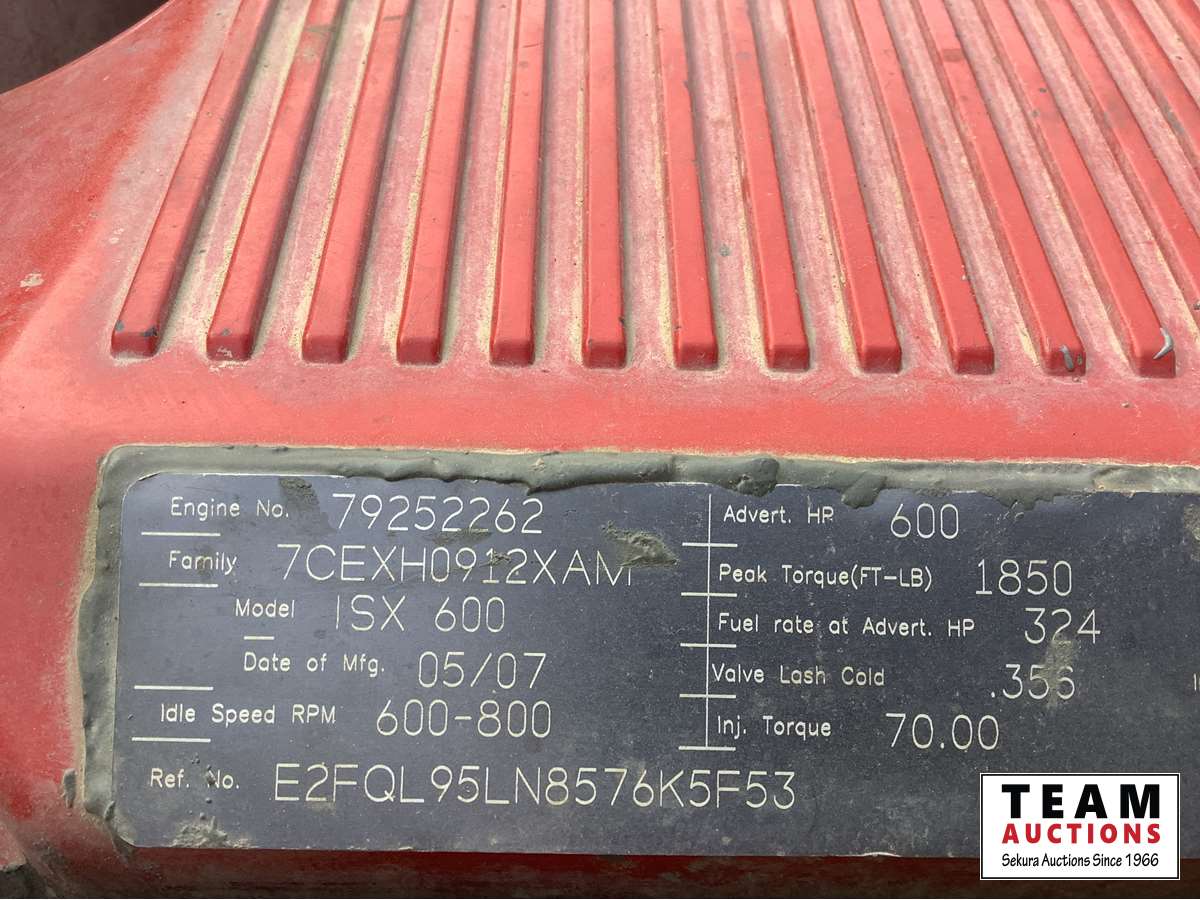 Engine No. 79252262
Family 7CEXH0912XAM
Model ISX 600
Date of Mfg. 05/07
Idle Speed RPM 600-800
Ref. No. E2FQL95LN8576K5F53
Advert. HP 600
Peak Torque(FT-LB) 1850
Fuel rate at Advert. HP 324
Valve Lash Cold .356
Inj. Torque 70.00
TEAM
AUCTIONS
Sekura Auctions Since 1966